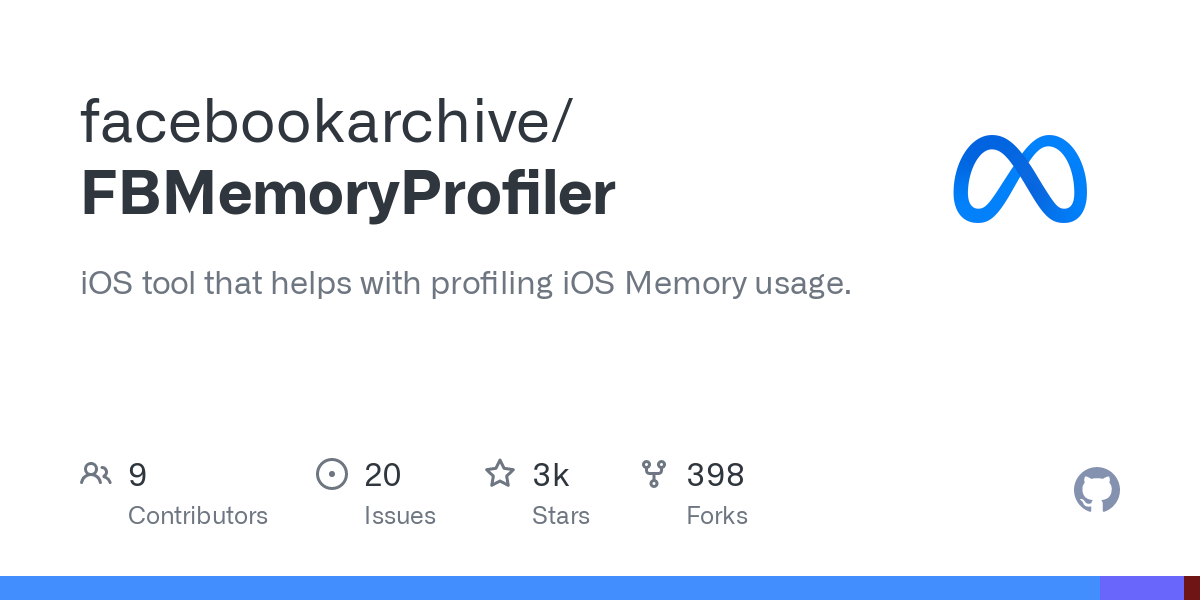 facebookarchive/
FBMemoryProfiler
iOS tool that helps with profiling iOS Memory usage.
9
Contributors
20
Issues
3k
Stars
398
Forks